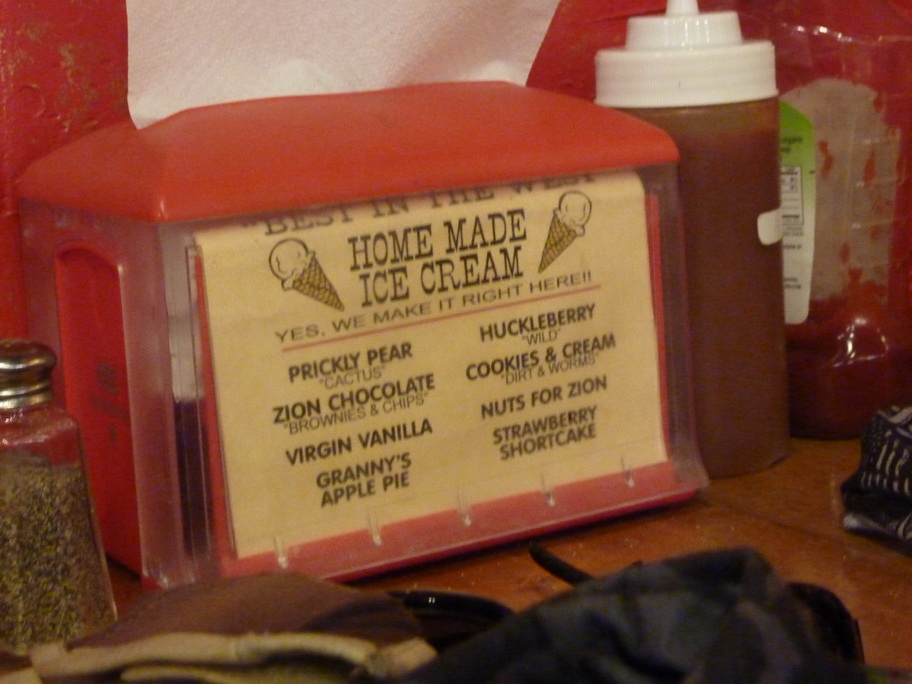 "BEST IN THE WEST
HOME MADE
ICE CREAM
YES, WE MAKE IT RIGHT HERE!!
PRICKLY PEAR
"CACTUS"
ZION CHOCOLATE
"BROWNIES & CHIPS"
VIRGIN VANILLA
GRANNY'S
APPLE PIE
HUCKLEBERRY
"WILD"
COOKIES & CREAM
"DIRT & WORMS"
NUTS FOR ZION
STRAWBERRY
SHORTCAKE